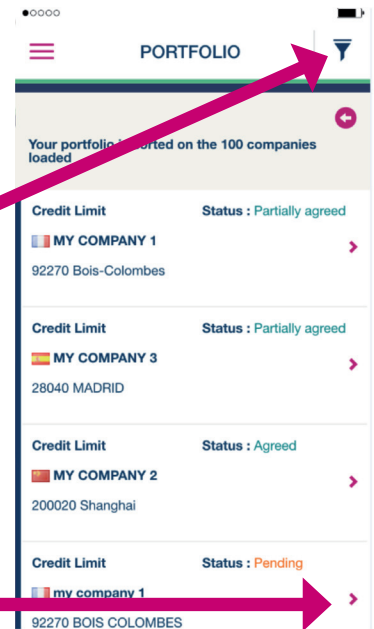 PORTFOLIO
Your portfolio sorted on the 100 companies
loaded
Credit Limit Status : Partially agreed
MY COMPANY 1
92270 Bois-Colombes
Credit Limit Status : Partially agreed
MY COMPANY 3
28040 MADRID
Credit Limit Status : Agreed
MY COMPANY 2
200020 Shanghai
Credit Limit Status : Pending
my company 1
92270 BOIS COLOMBES